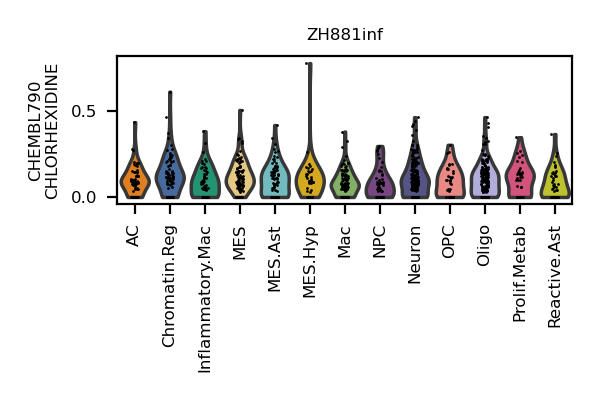 ZH881inf
CHEMBL790
CHLORHEXIDINE
0.5
0.0
AC
Chromatin.Reg
Inflammatory.Mac
MES
MES.Ast
MES.Hyp
Mac
NPC
Neuron
OPC
Oligo
Prolif.Metab
Reactive.Ast